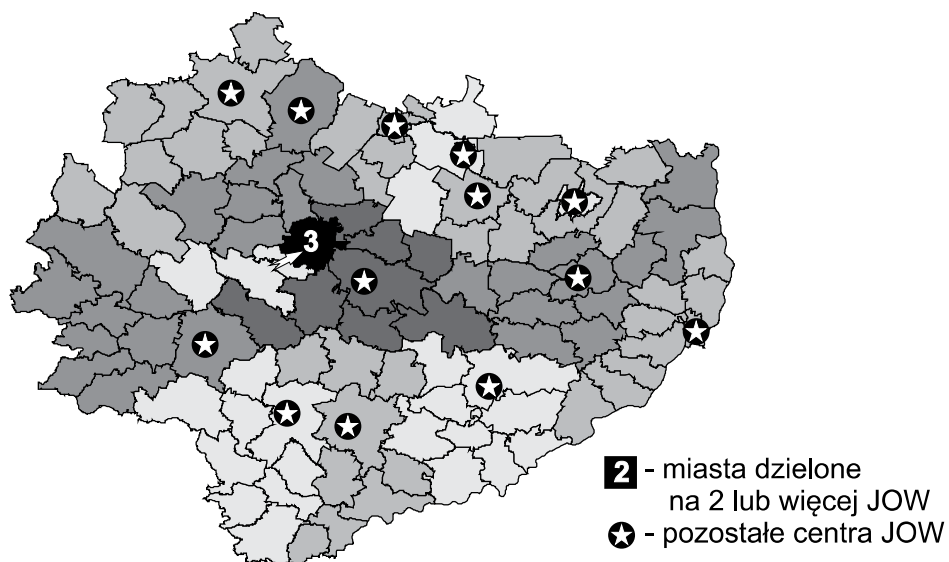 3
2 - miasta dzielone
na 2 lub więcej JOW
- pozostałe centra JOW